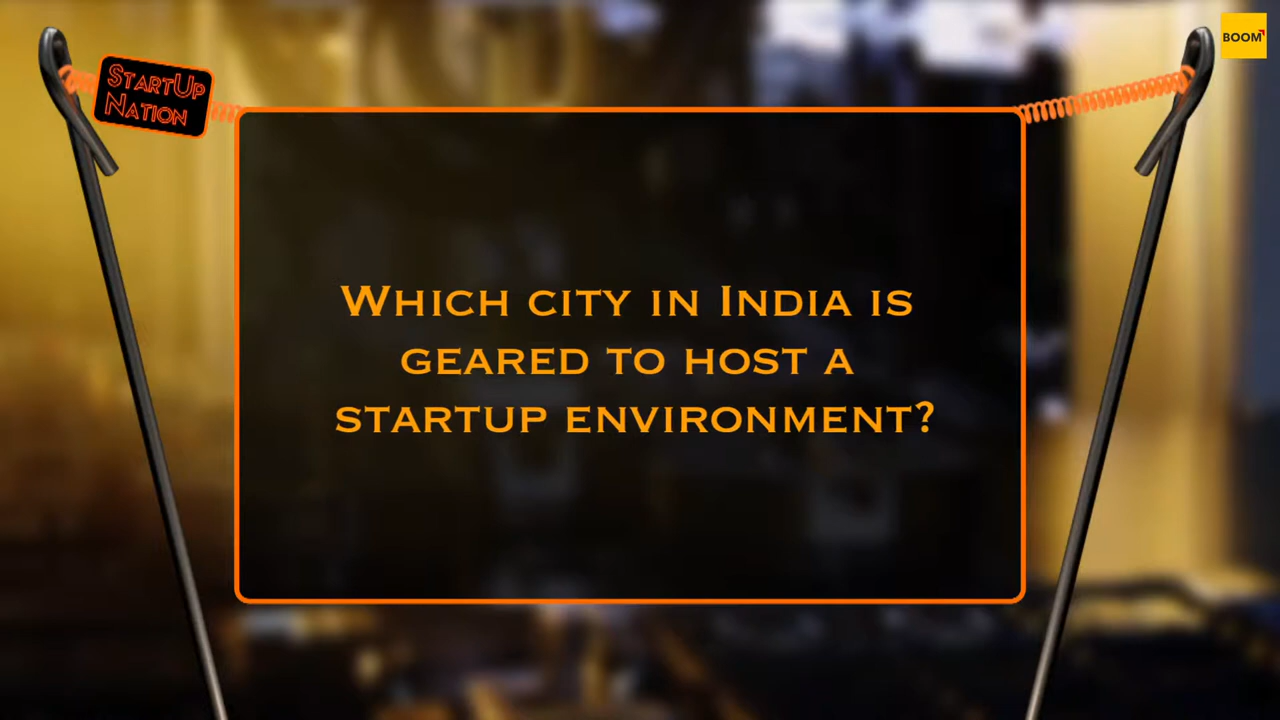 BOOM
StartUp
Nation
Which city in India is
geared to host a
startup environment?